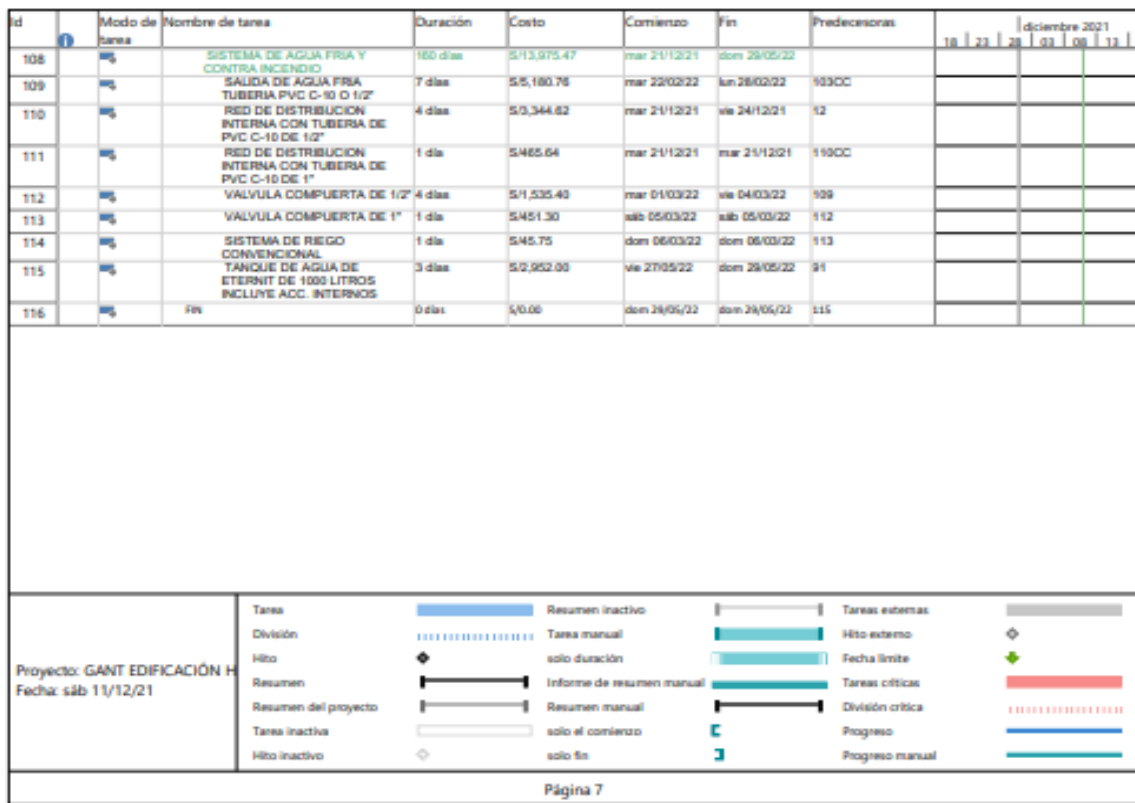 Id Modo de tarea Nombre de tarea Duración Costo Comienzo Fin Predecesoras diciembre 2021
18 23 28 03 08 13
108 SISTEMA DE AGUA FRIA Y CONTRA INCENDIO 160 días S/13,975.47 mar 21/12/21 dom 29/05/22
109 SALIDA DE AGUA FRIA TUBERIA PVC C-10 O 1/2" 7 días S/5,180.76 mar 22/02/22 lun 28/02/22 103CC
110 RED DE DISTRIBUCION INTERNA CON TUBERIA DE PVC C-10 DE 1/2" 4 días S/3,344.62 mar 21/12/21 vie 24/12/21 12
111 RED DE DISTRIBUCION INTERNA CON TUBERIA DE PVC C-10 DE 1" 1 día S/465.64 mar 21/12/21 mar 21/12/21 110CC
112 VALVULA COMPUERTA DE 1/2" 4 días S/1,535.40 mar 01/03/22 vie 04/03/22 109
113 VALVULA COMPUERTA DE 1" 1 día S/451.30 sáb 05/03/22 sáb 05/03/22 112
114 SISTEMA DE RIEGO CONVENCIONAL 1 día S/45.75 dom 06/03/22 dom 06/03/22 113
115 TANQUE DE AGUA DE ETERNIT DE 1000 LITROS INCLUYE ACC. INTERNOS 3 días S/2,952.00 vie 27/05/22 dom 29/05/22 91
116 FIN 0 días S/0.00 dom 29/05/22 dom 29/05/22 115
Proyecto: GANT EDIFICACIÓN H
Fecha: sáb 11/12/21
Tarea Resumen inactivo Tareas externas
División Tarea manual Hito externo
Hito solo duración Fecha límite
Resumen Informe de resumen manual Tareas críticas
Resumen del proyecto Resumen manual División crítica
Tarea inactiva solo el comienzo Progreso
Hito inactivo solo fin Progreso manual
Página 7